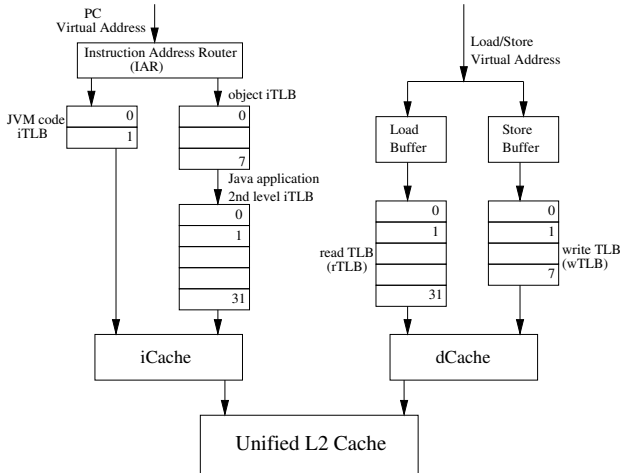 PC
Virtual Address
Instruction Address Router
(IAR)
JVM code
iTLB
0
1
object iTLB
0
7
Java application
2nd level iTLB
0
1
31
iCache
Load/Store
Virtual Address
Load
Buffer
Store
Buffer
read TLB
(rTLB)
0
1
31
write TLB
(wTLB)
0
1
7
dCache
Unified L2 Cache